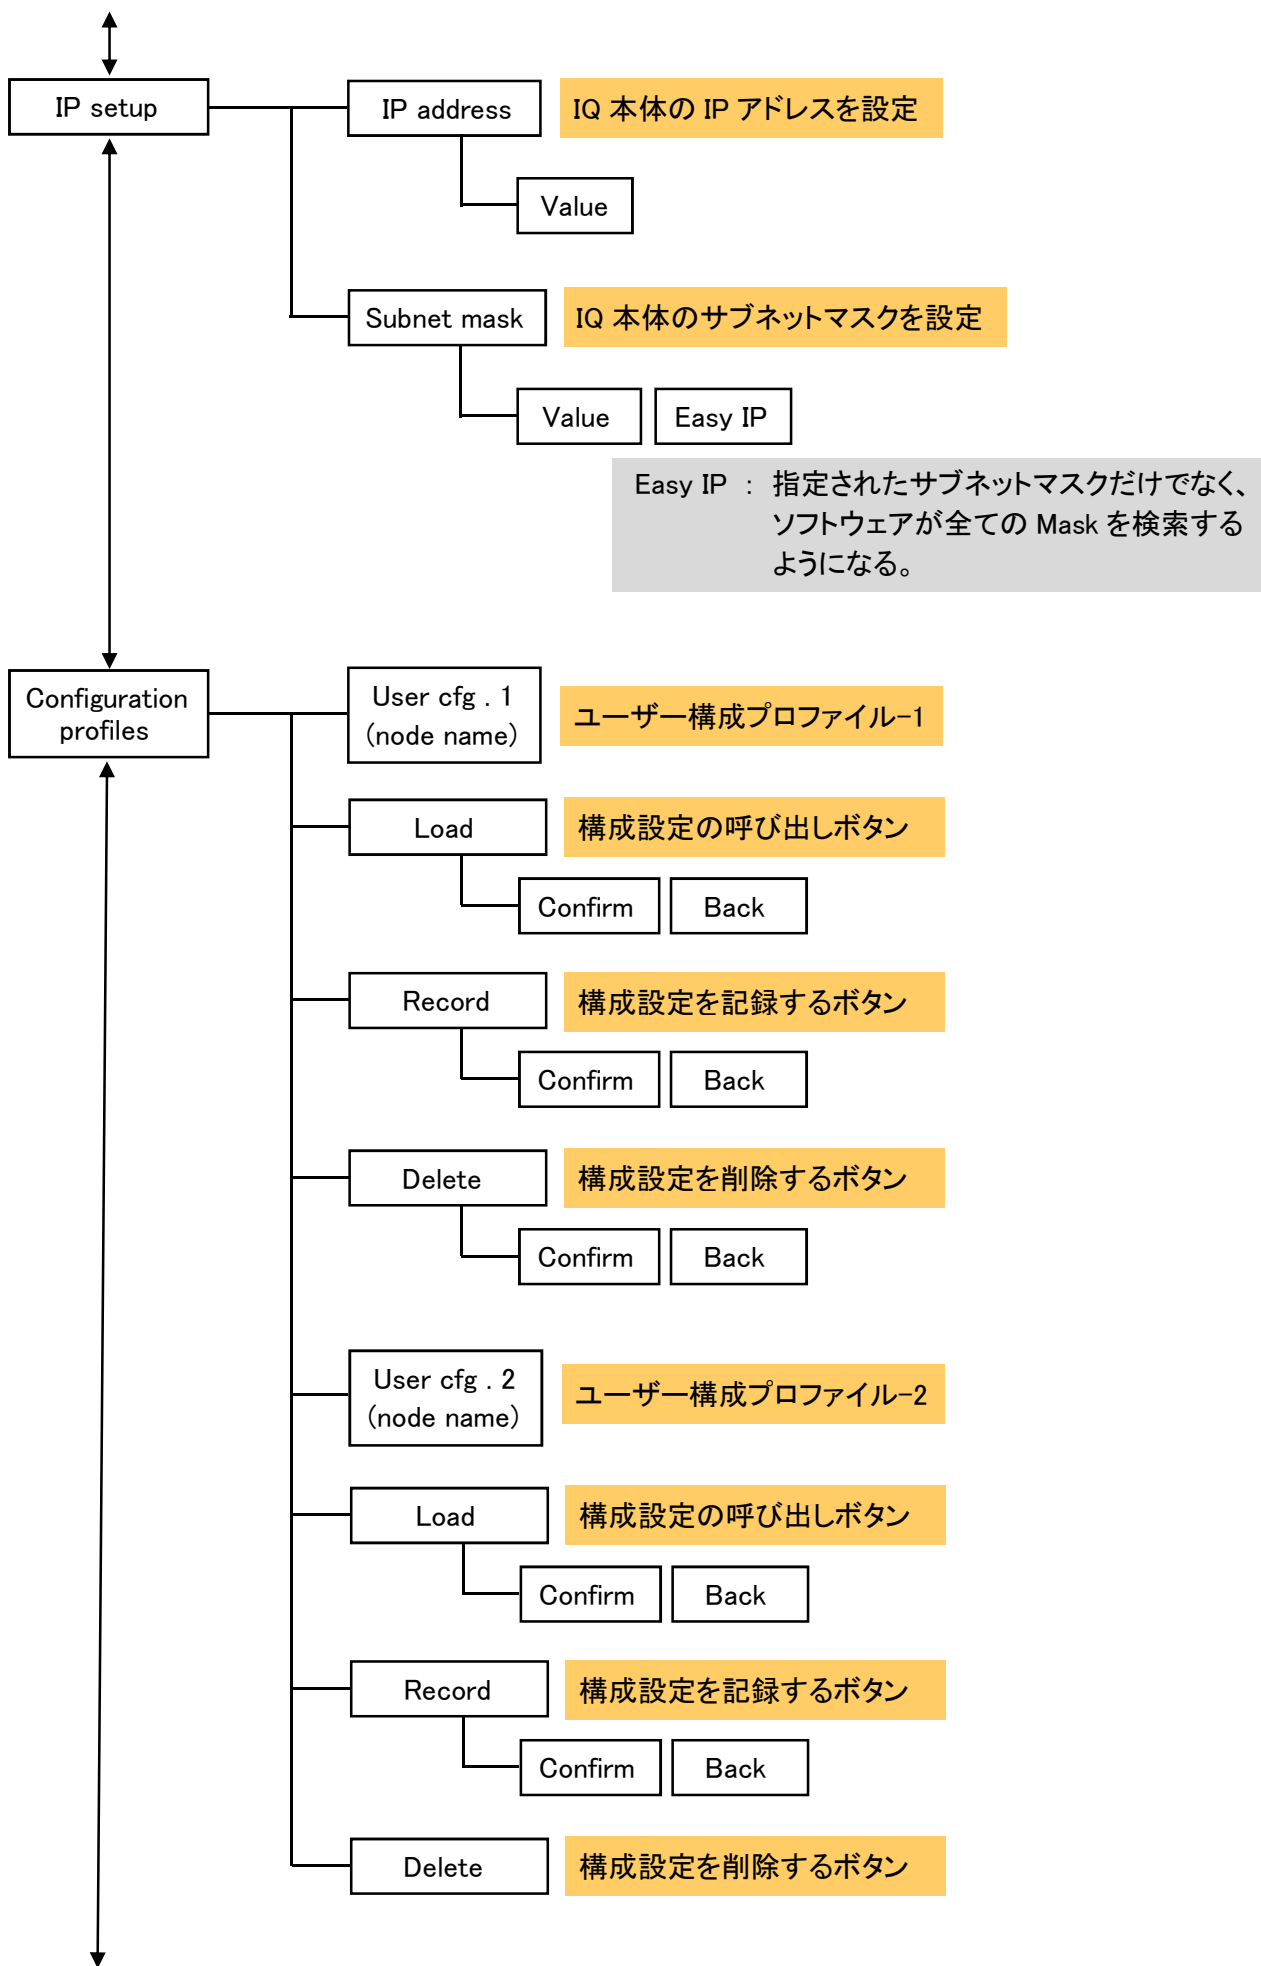 IP setup
IP address
IQ 本体の IP アドレスを設定
Value
Subnet mask
IQ 本体のサブネットマスクを設定
Value
Easy IP
Easy IP ： 指定されたサブネットマスクだけでなく、
ソフトウェアが全ての Mask を検索する
ようになる。
Configuration
profiles
User cfg . 1
(node name)
ユーザー構成プロファイル-1
Load
構成設定の呼び出しボタン
Confirm
Back
Record
構成設定を記録するボタン
Confirm
Back
Delete
構成設定を削除するボタン
Confirm
Back
User cfg . 2
(node name)
ユーザー構成プロファイル-2
Load
構成設定の呼び出しボタン
Confirm
Back
Record
構成設定を記録するボタン
Confirm
Back
Delete
構成設定を削除するボタン